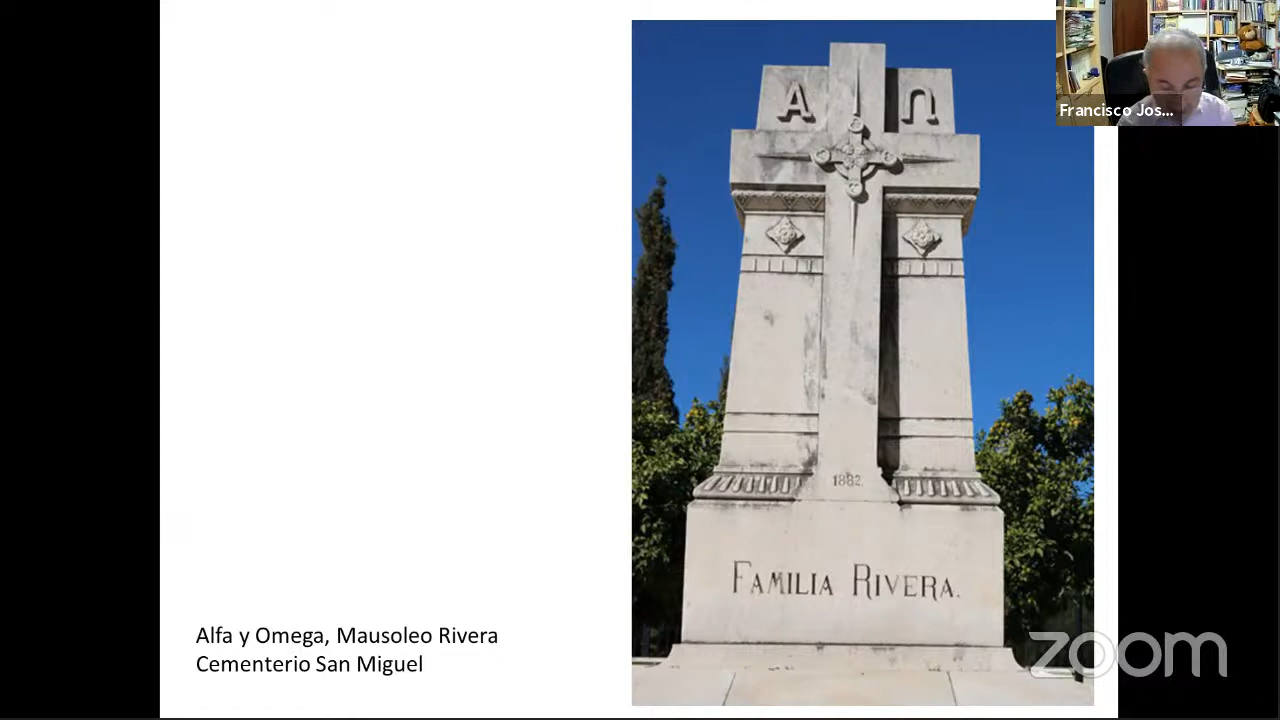 Α Ω
Francisco Jos...
1882.
FAMILIA RIVERA.
Alfa y Omega, Mausoleo Rivera
Cementerio San Miguel
zoom